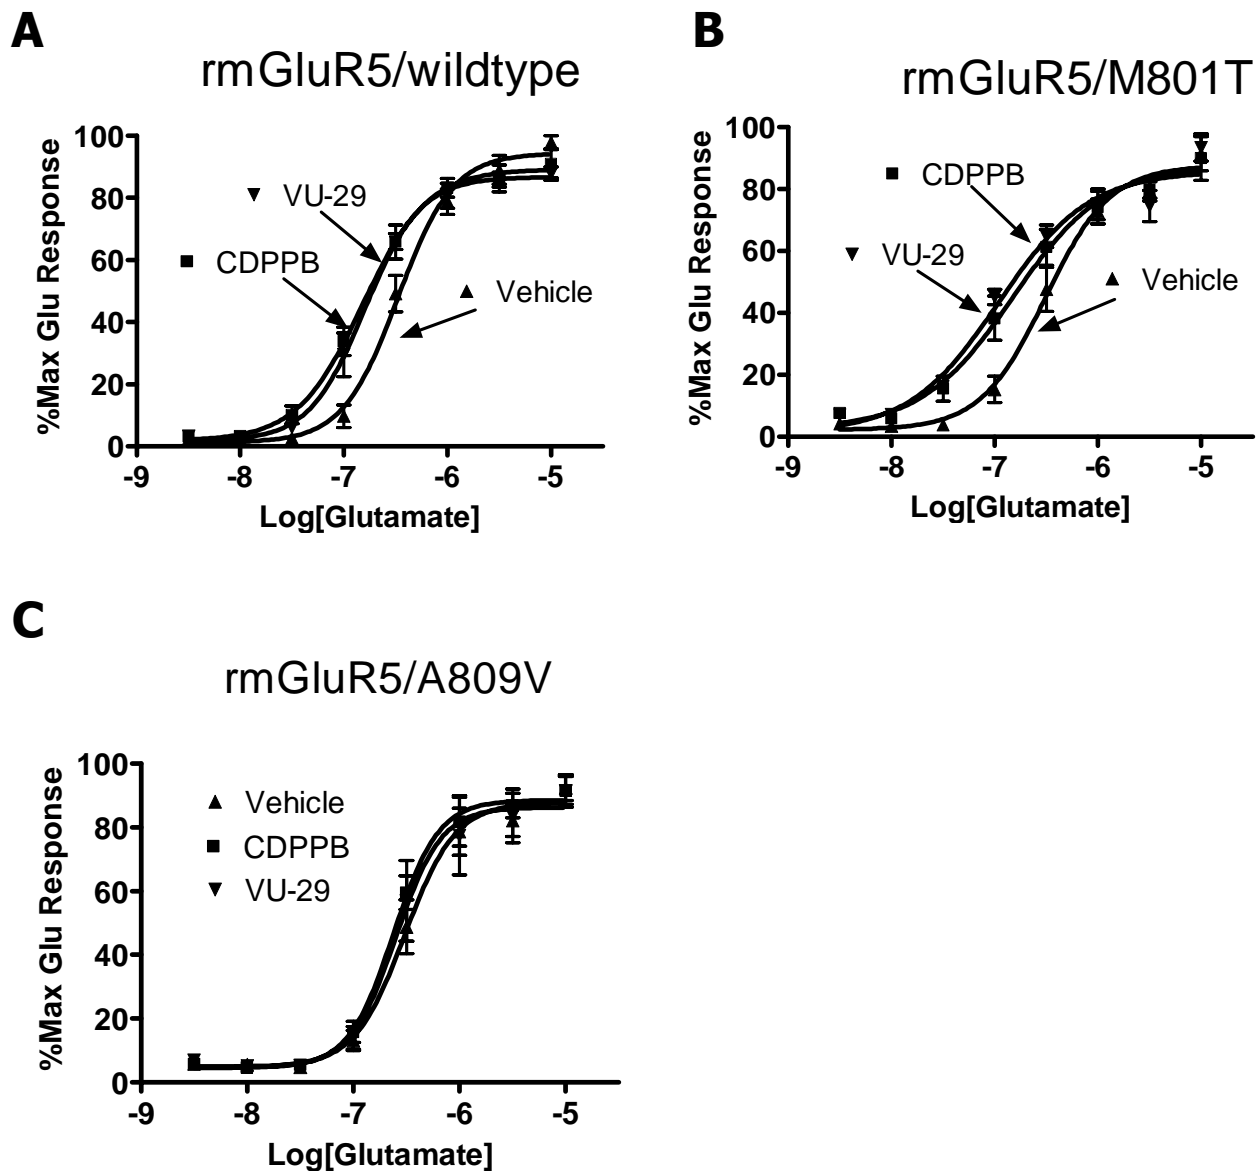 A
rmGluR5/wildtype
%Max Glu Response
100
80
60
40
20
0
VU-29
CDPPB
Vehicle
-9 -8 -7 -6 -5
Log[Glutamate]
B
rmGluR5/M801T
%Max Glu Response
100
80
60
40
20
0
CDPPB
VU-29
Vehicle
-9 -8 -7 -6 -5
Log[Glutamate]
C
rmGluR5/A809V
%Max Glu Response
100
80
60
40
20
0
Vehicle
CDPPB
VU-29
-9 -8 -7 -6 -5
Log[Glutamate]